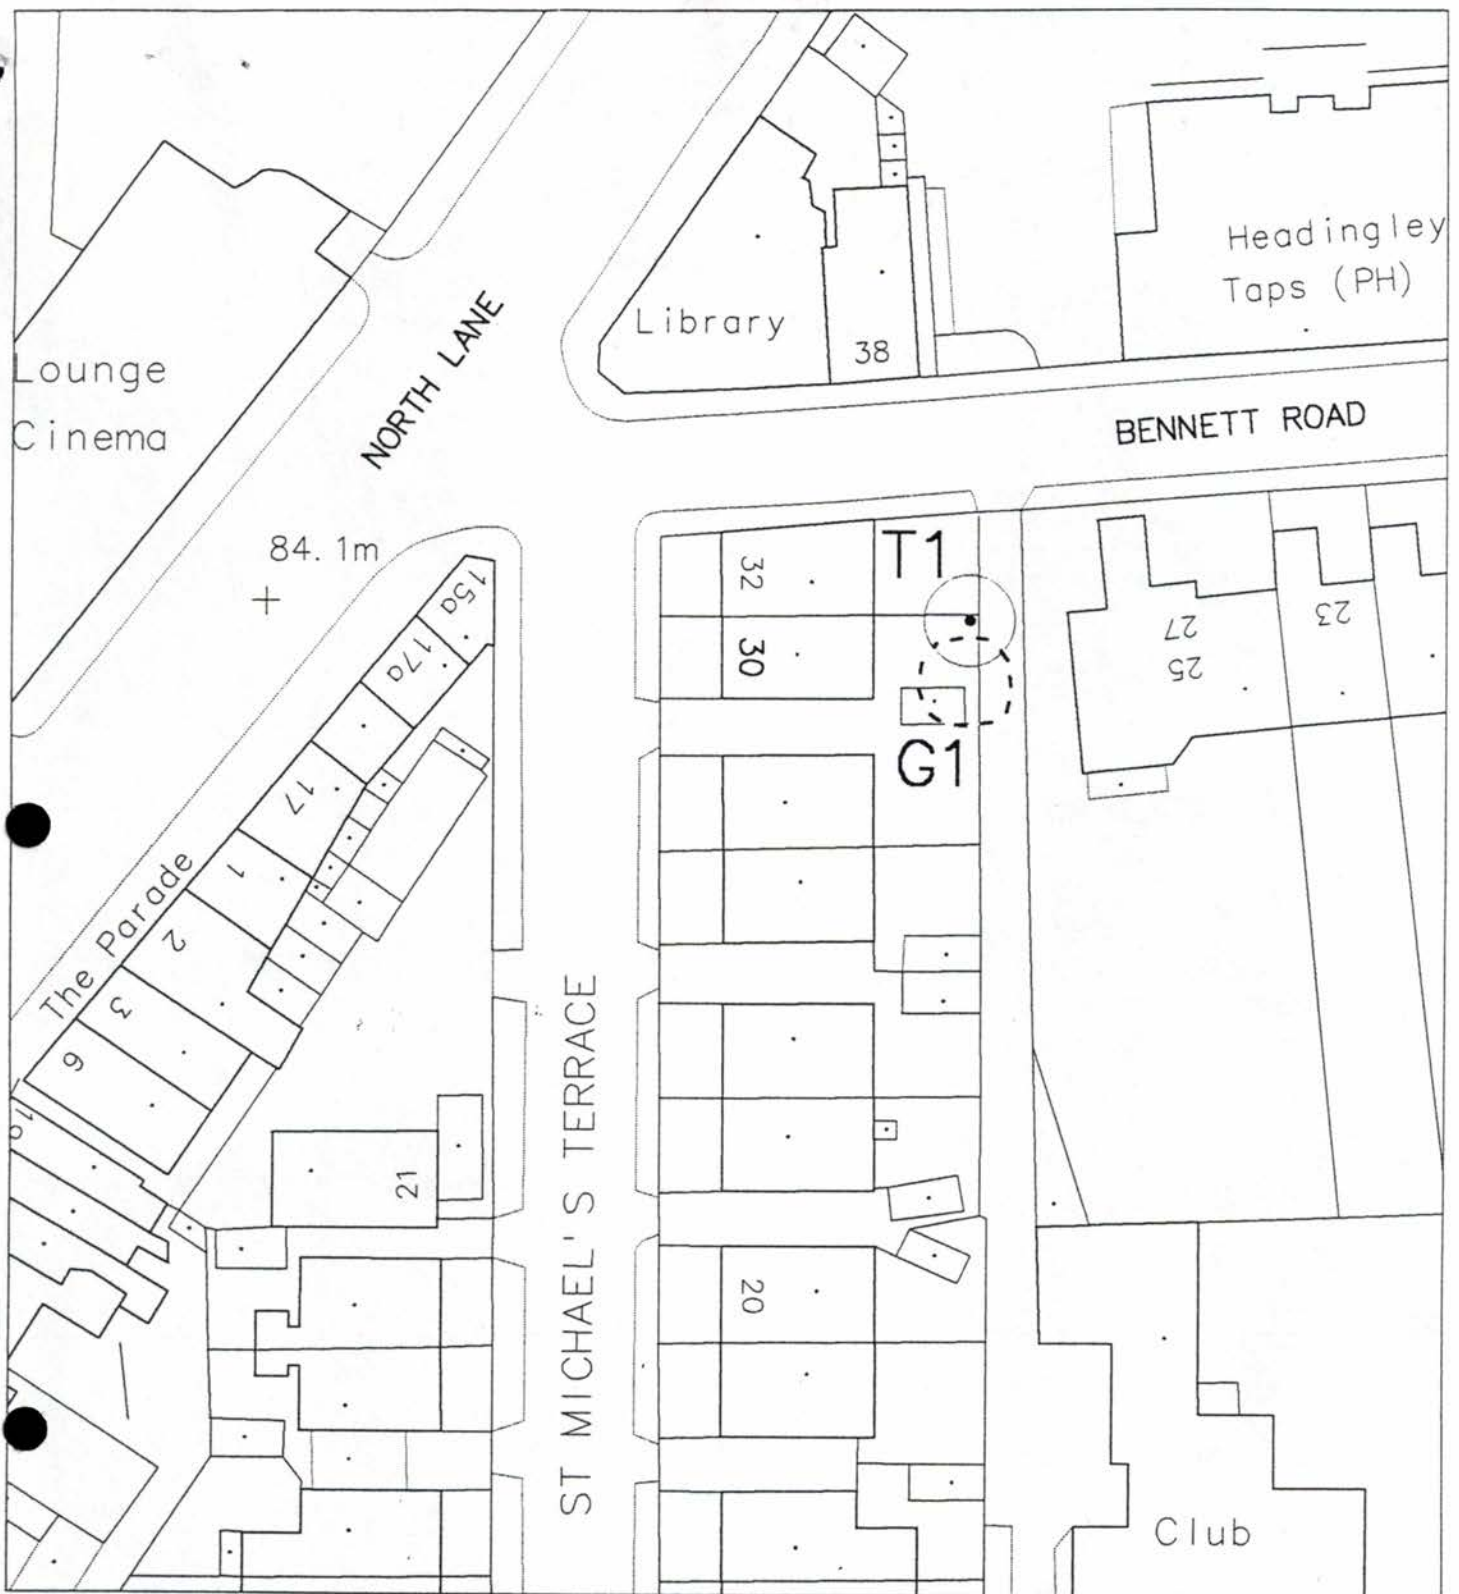 Headingley
Taps (PH)
Library
38
NORTH LANE
Lounge
Cinema
BENNETT ROAD
84.1m
T1
32
30
G1
15a
17a
17
1
2
3
6
The Parade
27
25
23
ST MICHAEL'S TERRACE
21
20
Club